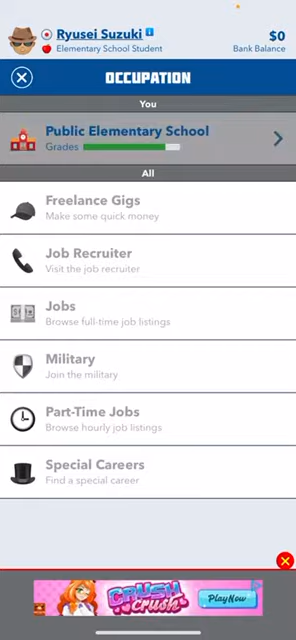 Ryusei Suzuki
$0
Elementary School Student
Bank Balance
OCCUPATION
You
Public Elementary School
Grades
All
Freelance Gigs
Make some quick money
Job Recruiter
Visit the job recruiter
Jobs
Browse full-time job listings
Military
Join the military
Part-Time Jobs
Browse hourly job listings
Special Careers
Find a special career
CRUSH
Crush
Play Now